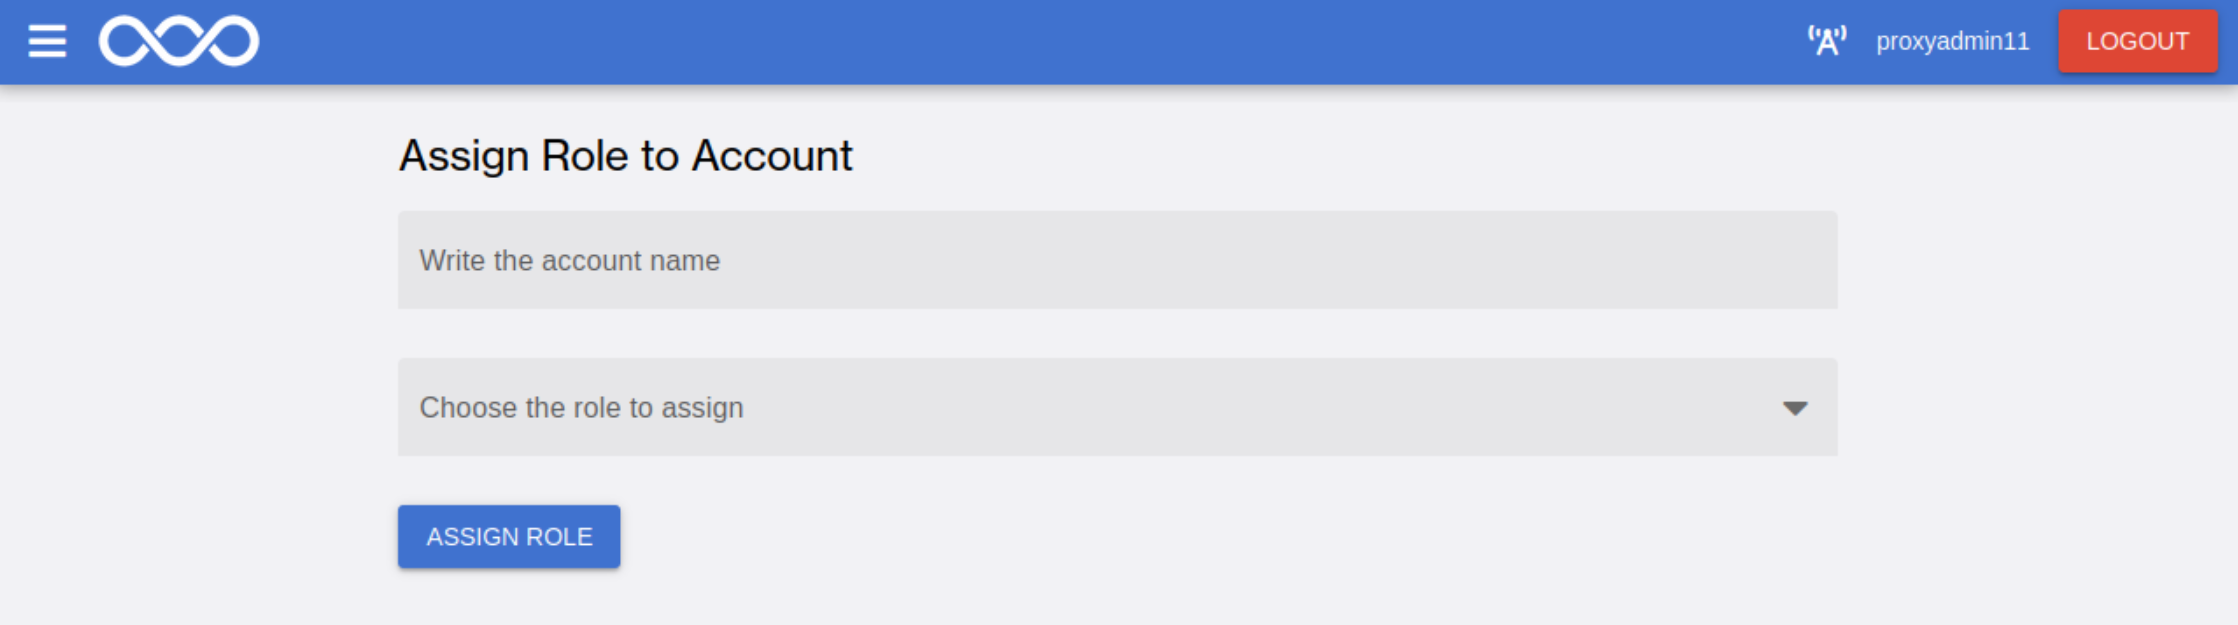 proxyadmin11 LOGOUT
Assign Role to Account
Write the account name
Choose the role to assign
ASSIGN ROLE